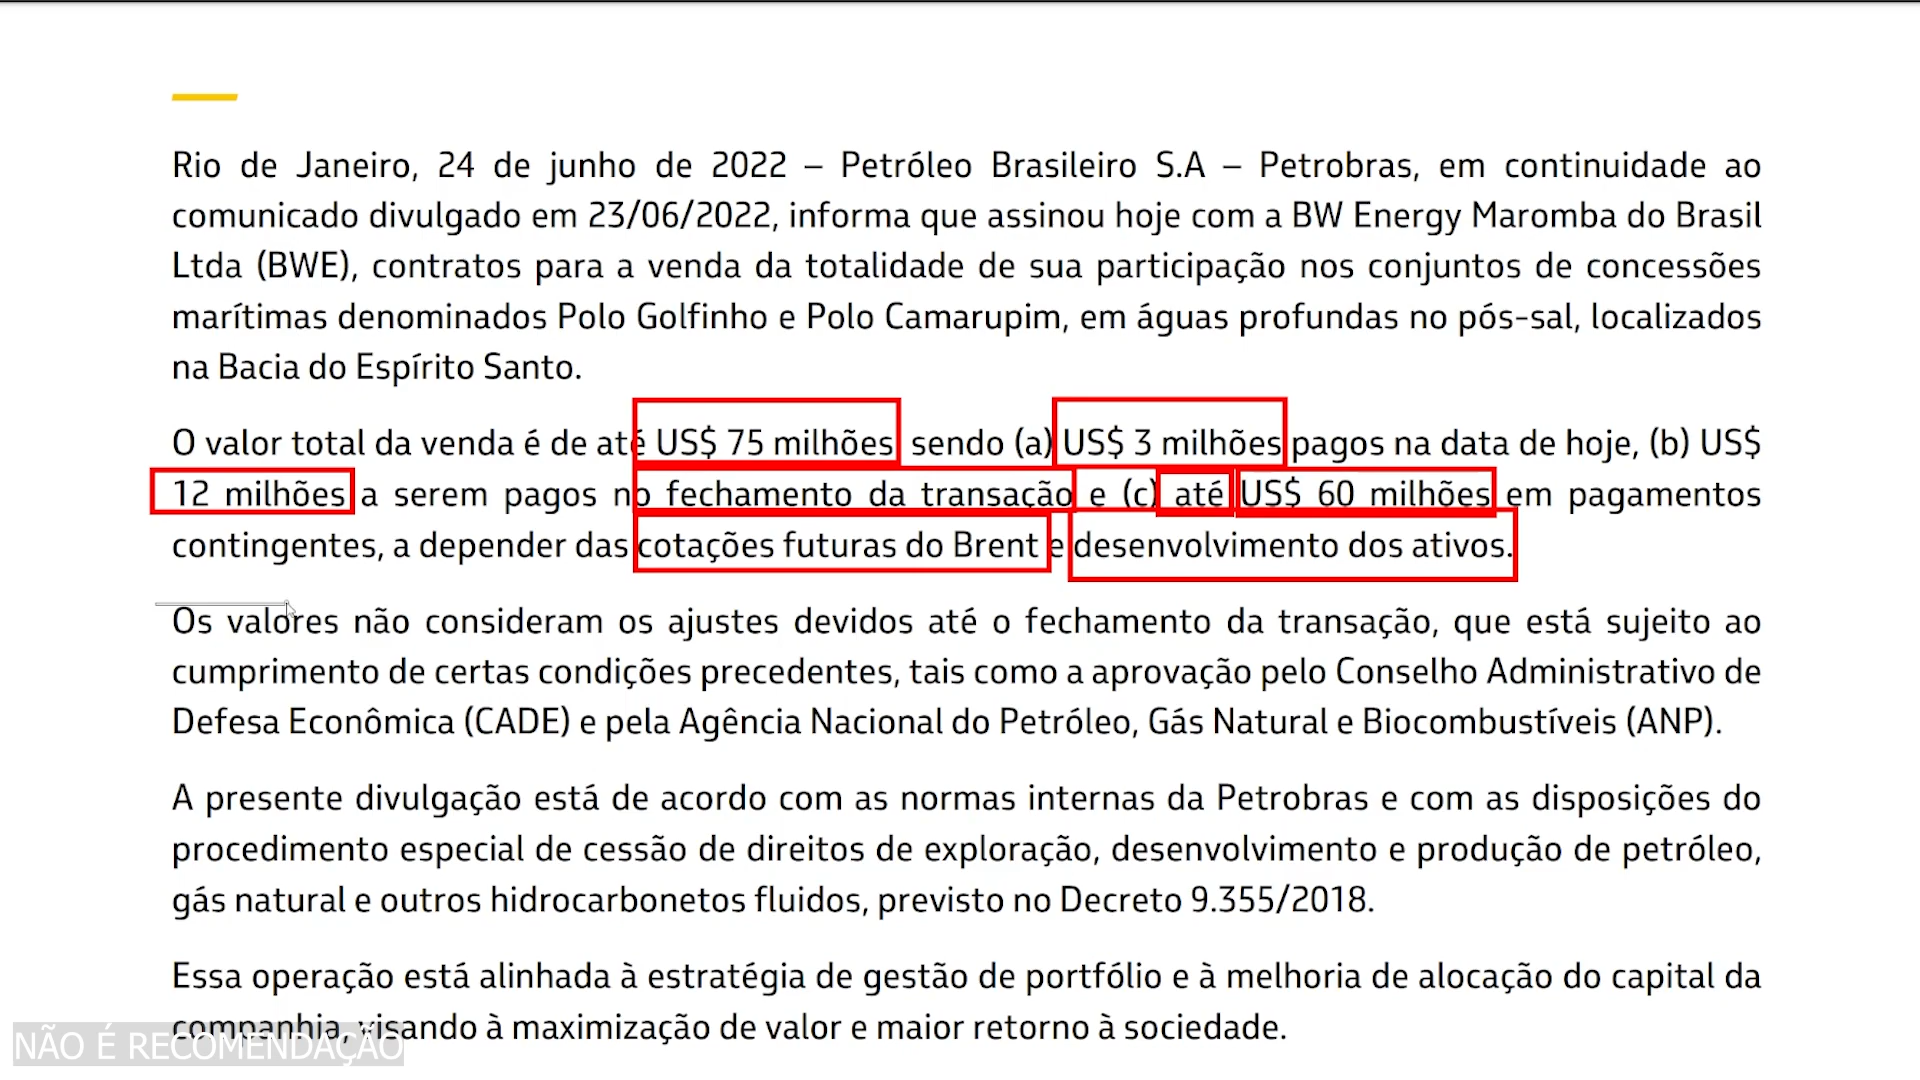 Rio de Janeiro, 24 de junho de 2022 – Petróleo Brasileiro S.A – Petrobras, em continuidade ao
comunicado divulgado em 23/06/2022, informa que assinou hoje com a BW Energy Maromba do Brasil
Ltda (BWE), contratos para a venda da totalidade de sua participação nos conjuntos de concessões
marítimas denominados Polo Golfinho e Polo Camarupim, em águas profundas no pós-sal, localizados
na Bacia do Espírito Santo.
O valor total da venda é de até US$ 75 milhões sendo (a) US$ 3 milhões pagos na data de hoje, (b) US$
12 milhões a serem pagos no fechamento da transação e (c) até US$ 60 milhões em pagamentos
contingentes, a depender das cotações futuras do Brent e desenvolvimento dos ativos.
Os valores não consideram os ajustes devidos até o fechamento da transação, que está sujeito ao
cumprimento de certas condições precedentes, tais como a aprovação pelo Conselho Administrativo de
Defesa Econômica (CADE) e pela Agência Nacional do Petróleo, Gás Natural e Biocombustíveis (ANP).
A presente divulgação está de acordo com as normas internas da Petrobras e com as disposições do
procedimento especial de cessão de direitos de exploração, desenvolvimento e produção de petróleo,
gás natural e outros hidrocarbonetos fluidos, previsto no Decreto 9.355/2018.
Essa operação está alinhada à estratégia de gestão de portfólio e à melhoria de alocação do capital da
companhia, visando à maximização de valor e maior retorno à sociedade.
NÃO É RECOMENDAÇÃO